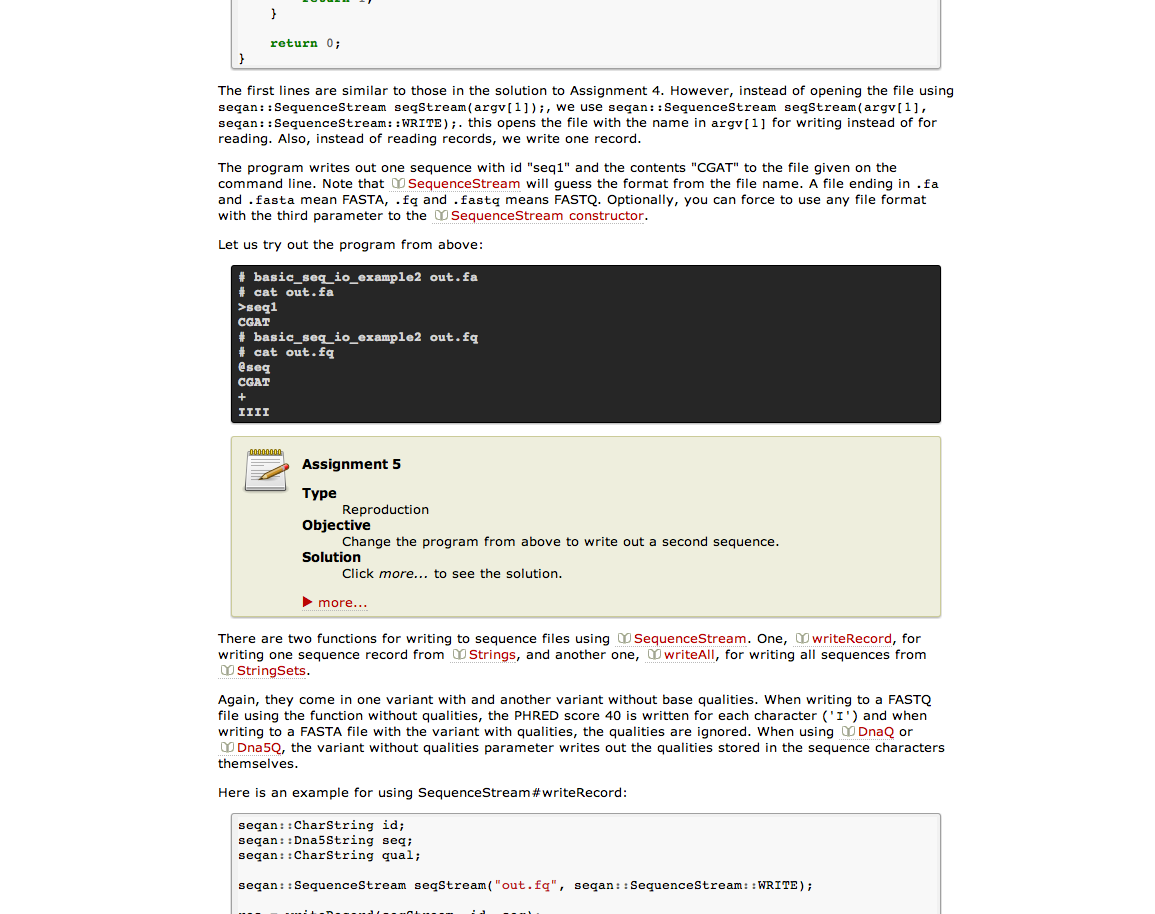 return 1;
}
return 0;
}
The first lines are similar to those in the solution to Assignment 4. However, instead of opening the file using
seqan::SequenceStream seqStream(argv[1]);, we use seqan::SequenceStream seqStream(argv[1],
seqan::SequenceStream::WRITE);. this opens the file with the name in argv[1] for writing instead of for
reading. Also, instead of reading records, we write one record.
The program writes out one sequence with id "seq1" and the contents "CGAT" to the file given on the
command line. Note that SequenceStream will guess the format from the file name. A file ending in .fa
and .fasta mean FASTA, .fq and .fastq means FASTQ. Optionally, you can force to use any file format
with the third parameter to the SequenceStream constructor.
Let us try out the program from above:
# basic_seq_io_example2 out.fa
# cat out.fa
>seq1
CGAT
# basic_seq_io_example2 out.fq
# cat out.fq
@seq
CGAT
+
IIII
Assignment 5
Type
Reproduction
Objective
Change the program from above to write out a second sequence.
Solution
Click more... to see the solution.
more...
There are two functions for writing to sequence files using SequenceStream. One, writeRecord, for
writing one sequence record from Strings, and another one, writeAll, for writing all sequences from
StringSets.
Again, they come in one variant with and another variant without base qualities. When writing to a FASTQ
file using the function without qualities, the PHRED score 40 is written for each character ('I') and when
writing to a FASTA file with the variant with qualities, the qualities are ignored. When using DnaQ or
Dna5Q, the variant without qualities parameter writes out the qualities stored in the sequence characters
themselves.
Here is an example for using SequenceStream#writeRecord:
seqan::CharString id;
seqan::Dna5String seq;
seqan::CharString qual;
seqan::SequenceStream seqStream("out.fq", seqan::SequenceStream::WRITE);
res = writeRecord(seqStream, id, seq);